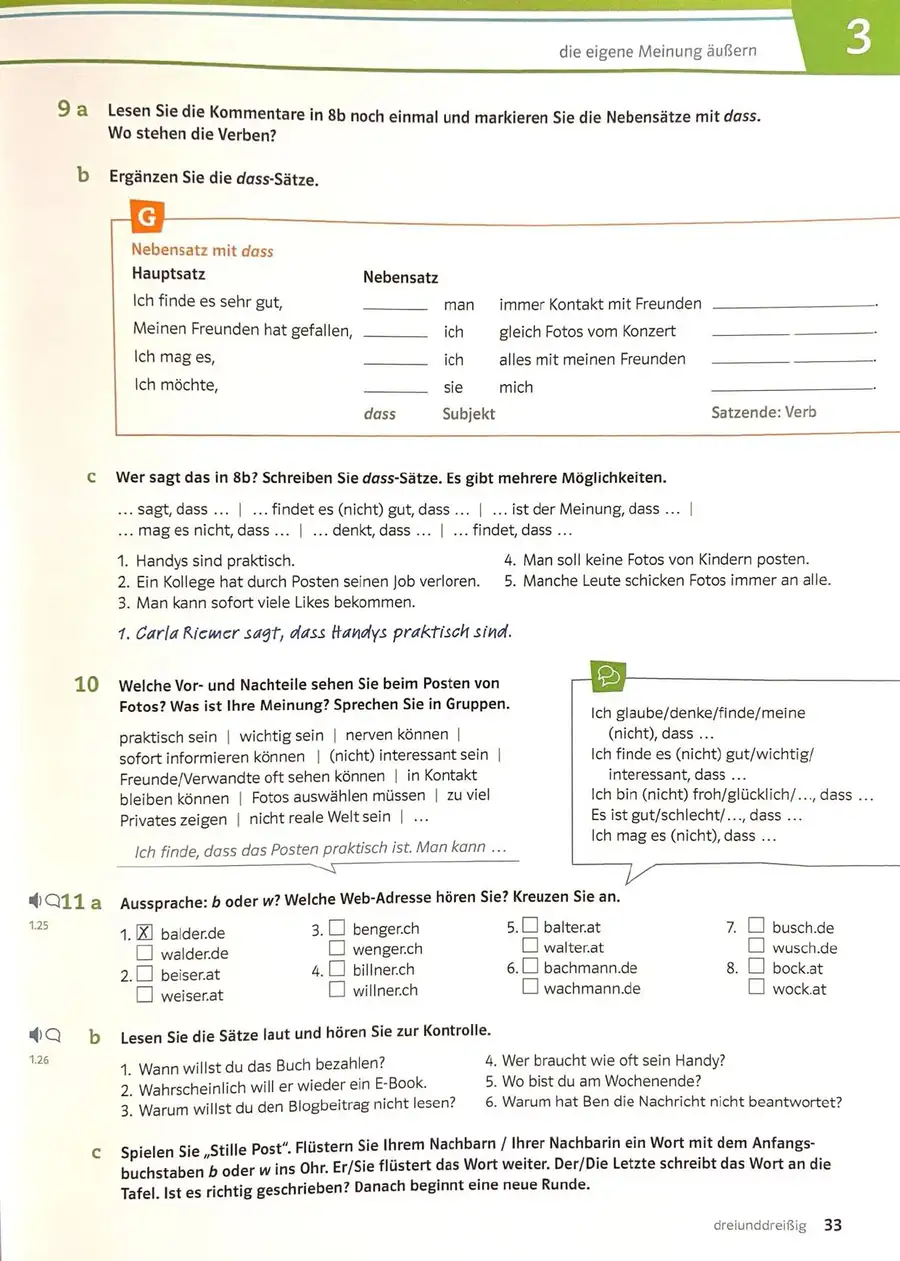 die eigene Meinung äußern
3
9 a Lesen Sie die Kommentare in 8b noch einmal und markieren Sie die Nebensätze mit dass.
Wo stehen die Verben?
b Ergänzen Sie die dass-Sätze.
G
Nebensatz mit dass
Hauptsatz Nebensatz
Ich finde es sehr gut, ________ man immer Kontakt mit Freunden ________.
Meinen Freunden hat gefallen, ________ ich gleich Fotos vom Konzert ________ ________.
Ich mag es, ________ ich alles mit meinen Freunden ________ ________.
Ich möchte, ________ sie mich ________.
dass Subjekt Satzende: Verb
c Wer sagt das in 8b? Schreiben Sie dass-Sätze. Es gibt mehrere Möglichkeiten.
... sagt, dass ... | ... findet es (nicht) gut, dass ... | ... ist der Meinung, dass ... |
... mag es nicht, dass ... | ... denkt, dass ... | ... findet, dass ...
1. Handys sind praktisch.
2. Ein Kollege hat durch Posten seinen Job verloren.
3. Man kann sofort viele Likes bekommen.
4. Man soll keine Fotos von Kindern posten.
5. Manche Leute schicken Fotos immer an alle.
1. Carla Riemer sagt, dass Handys praktisch sind.
10 Welche Vor- und Nachteile sehen Sie beim Posten von
Fotos? Was ist Ihre Meinung? Sprechen Sie in Gruppen.
praktisch sein | wichtig sein | nerven können |
sofort informieren können | (nicht) interessant sein |
Freunde/Verwandte oft sehen können | in Kontakt
bleiben können | Fotos auswählen müssen | zu viel
Privates zeigen | nicht reale Welt sein | ...
Ich finde, dass das Posten praktisch ist. Man kann ...
Ich glaube/denke/finde/meine
(nicht), dass ...
Ich finde es (nicht) gut/wichtig/
interessant, dass ...
Ich bin (nicht) froh/glücklich/..., dass ...
Es ist gut/schlecht/..., dass ...
Ich mag es (nicht), dass ...
11 a Aussprache: b oder w? Welche Web-Adresse hören Sie? Kreuzen Sie an.
1.25
1. X balder.de
walder.de
2. beiser.at
weiser.at
3. benger.ch
wenger.ch
4. billner.ch
willner.ch
5. balter.at
walter.at
6. bachmann.de
wachmann.de
7. busch.de
wusch.de
8. bock.at
wock.at
b Lesen Sie die Sätze laut und hören Sie zur Kontrolle.
1.26
1. Wann willst du das Buch bezahlen?
2. Wahrscheinlich will er wieder ein E-Book.
3. Warum willst du den Blogbeitrag nicht lesen?
4. Wer braucht wie oft sein Handy?
5. Wo bist du am Wochenende?
6. Warum hat Ben die Nachricht nicht beantwortet?
c Spielen Sie „Stille Post“. Flüstern Sie Ihrem Nachbarn / Ihrer Nachbarin ein Wort mit dem Anfangs-
buchstaben b oder w ins Ohr. Er/Sie flüstert das Wort weiter. Der/Die Letzte schreibt das Wort an die
Tafel. Ist es richtig geschrieben? Danach beginnt eine neue Runde.
dreiunddreißig 33